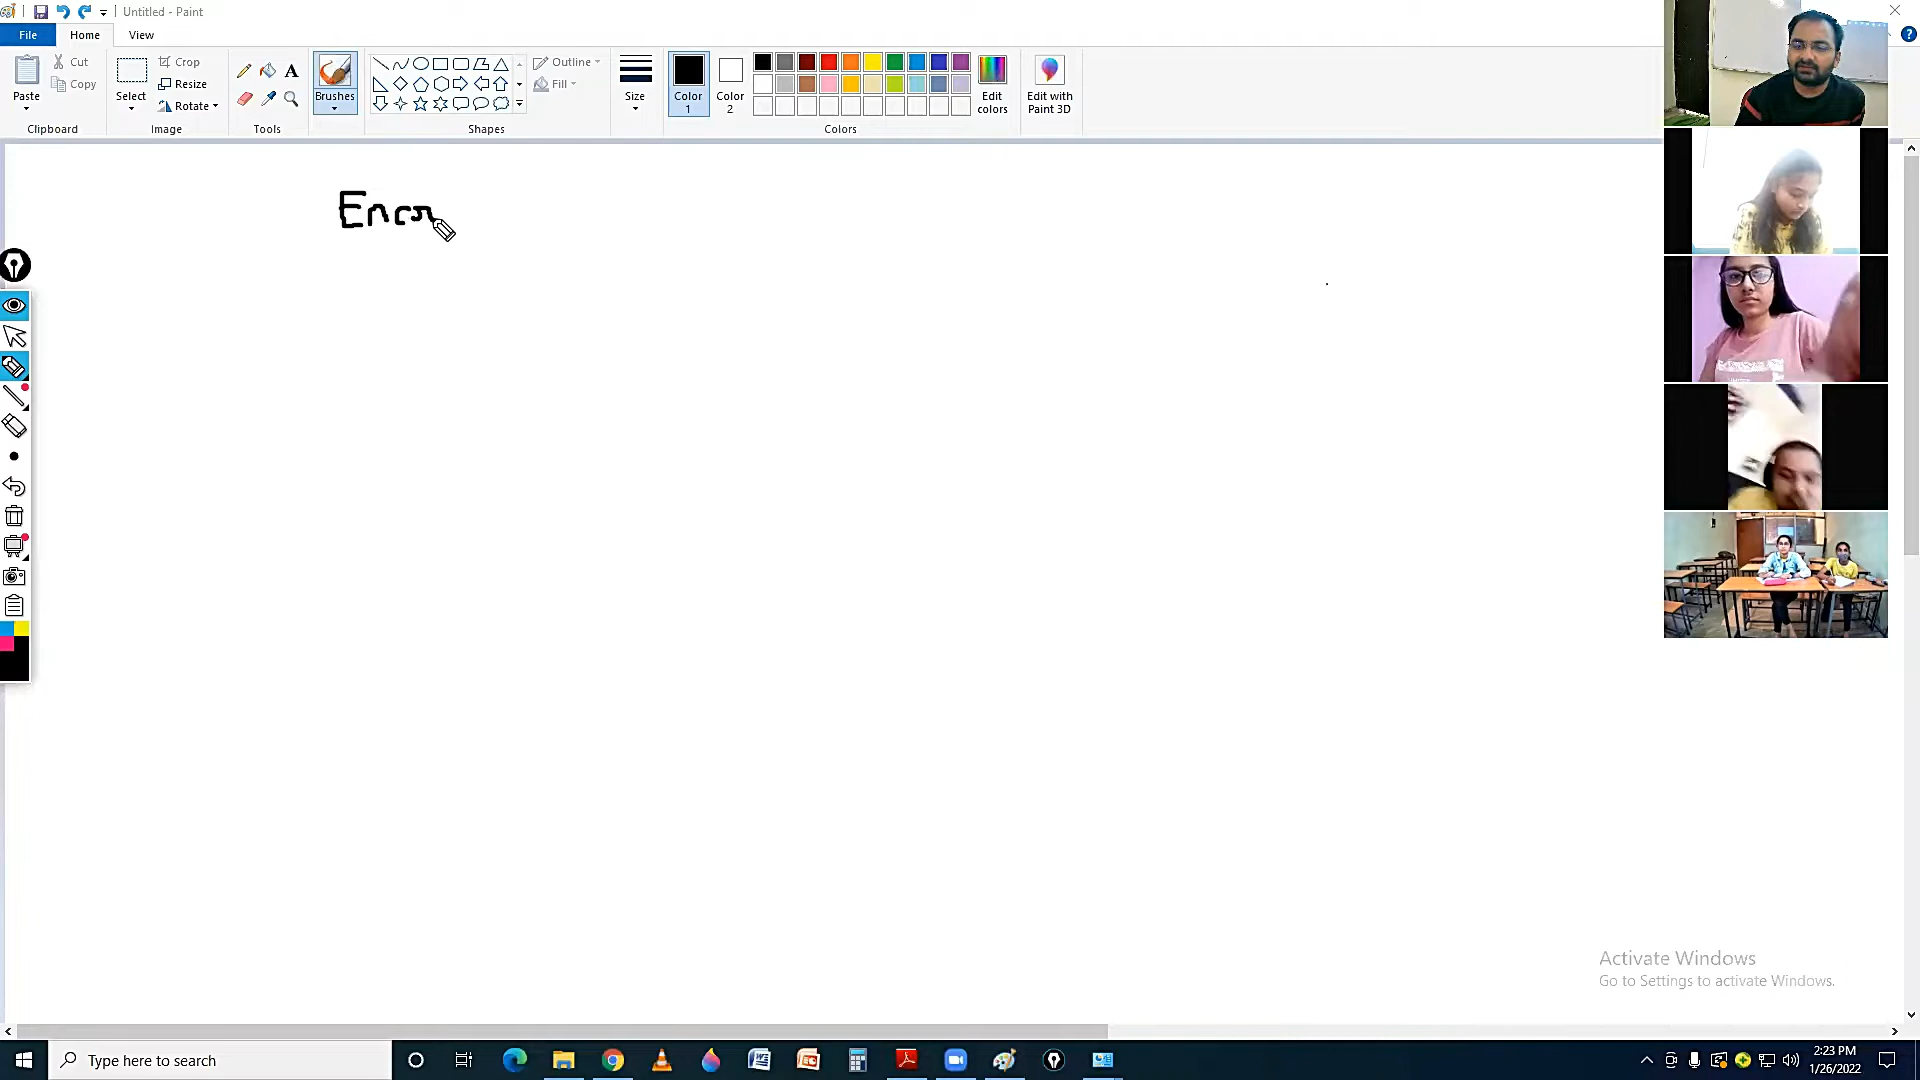 Untitled - Paint
File Home View
Paste
Cut
Copy
Clipboard
Select
Crop
Resize
Rotate
Image
A
Tools
Brushes
Shapes
Outline
Fill
Size
Color 1
Color 2
Colors
Edit colors
Edit with Paint 3D
?
Enco
Activate Windows
Go to Settings to activate Windows.
Type here to search
2:23 PM
1/26/2022